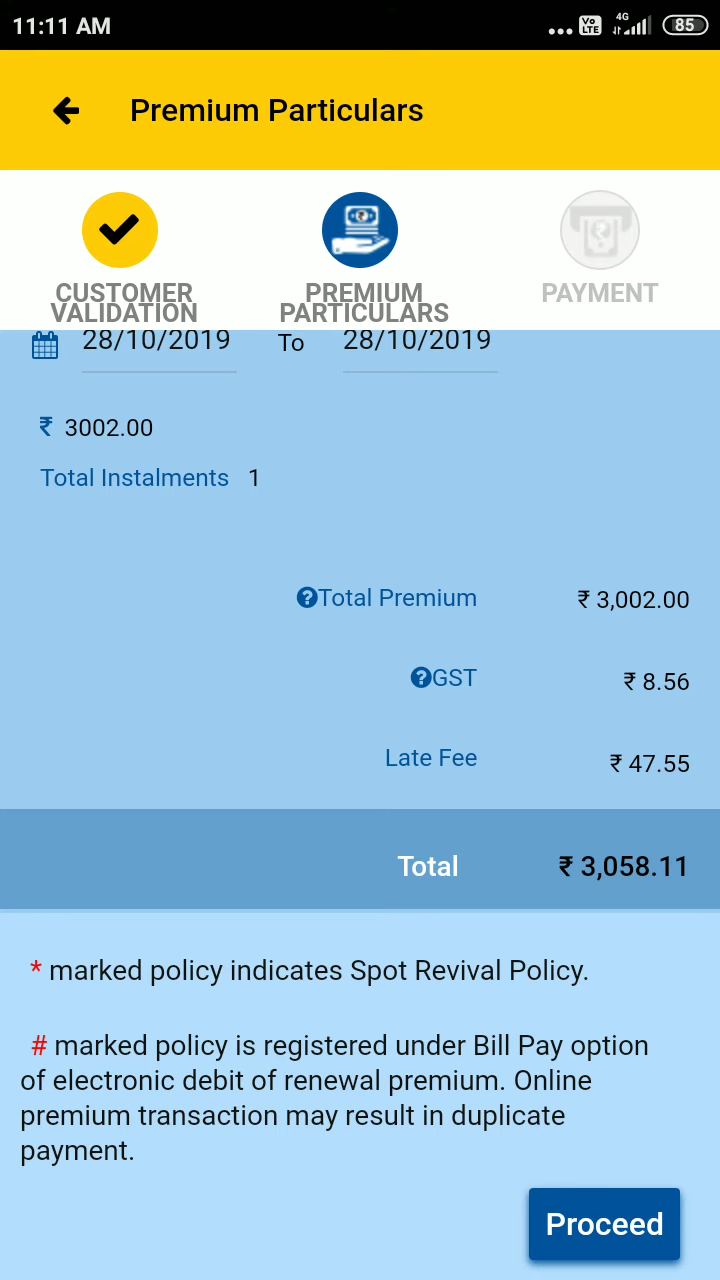 11:11 AM
Vo LTE 4G 85
Premium Particulars
CUSTOMER VALIDATION
PREMIUM PARTICULARS
PAYMENT
28/10/2019 To 28/10/2019
₹ 3002.00
Total Instalments 1
Total Premium ₹ 3,002.00
GST ₹ 8.56
Late Fee ₹ 47.55
Total ₹ 3,058.11
* marked policy indicates Spot Revival Policy.
# marked policy is registered under Bill Pay option
of electronic debit of renewal premium. Online
premium transaction may result in duplicate
payment.
Proceed